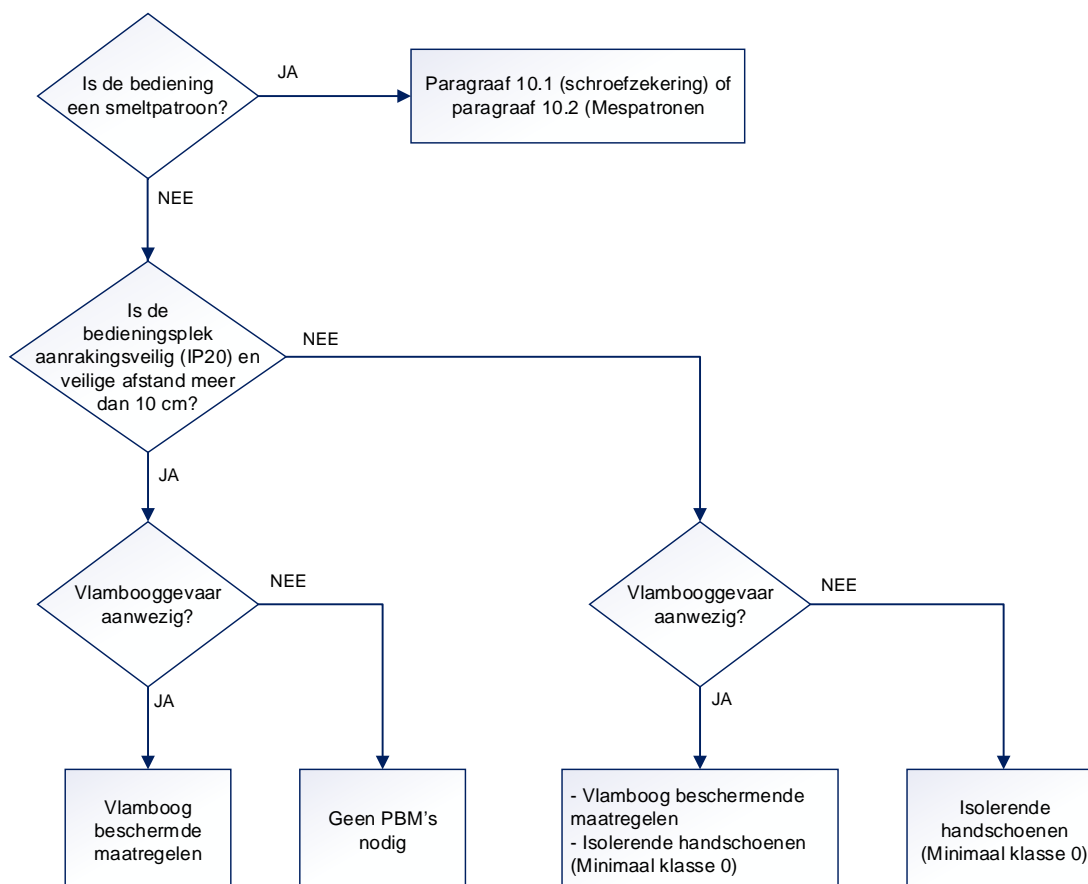 Is de bediening
een smeltpatroon?
JA
Paragraaf 10.1 (schroefzekering) of
paragraaf 10.2 (Mespatronen
NEE
Is de
bedieningsplek
aanrakingsveilig (IP20) en
veilige afstand meer
dan 10 cm?
NEE
JA
Vlambooggevaar
aanwezig?
NEE
JA
Vlambooggevaar
aanwezig?
NEE
JA
Vlamboog
beschermde
maatregelen
Geen PBM's
nodig
- Vlamboog beschermende
maatregelen
- Isolerende handschoenen
(Minimaal klasse 0)
Isolerende
handschoenen
(Minimaal klasse 0)